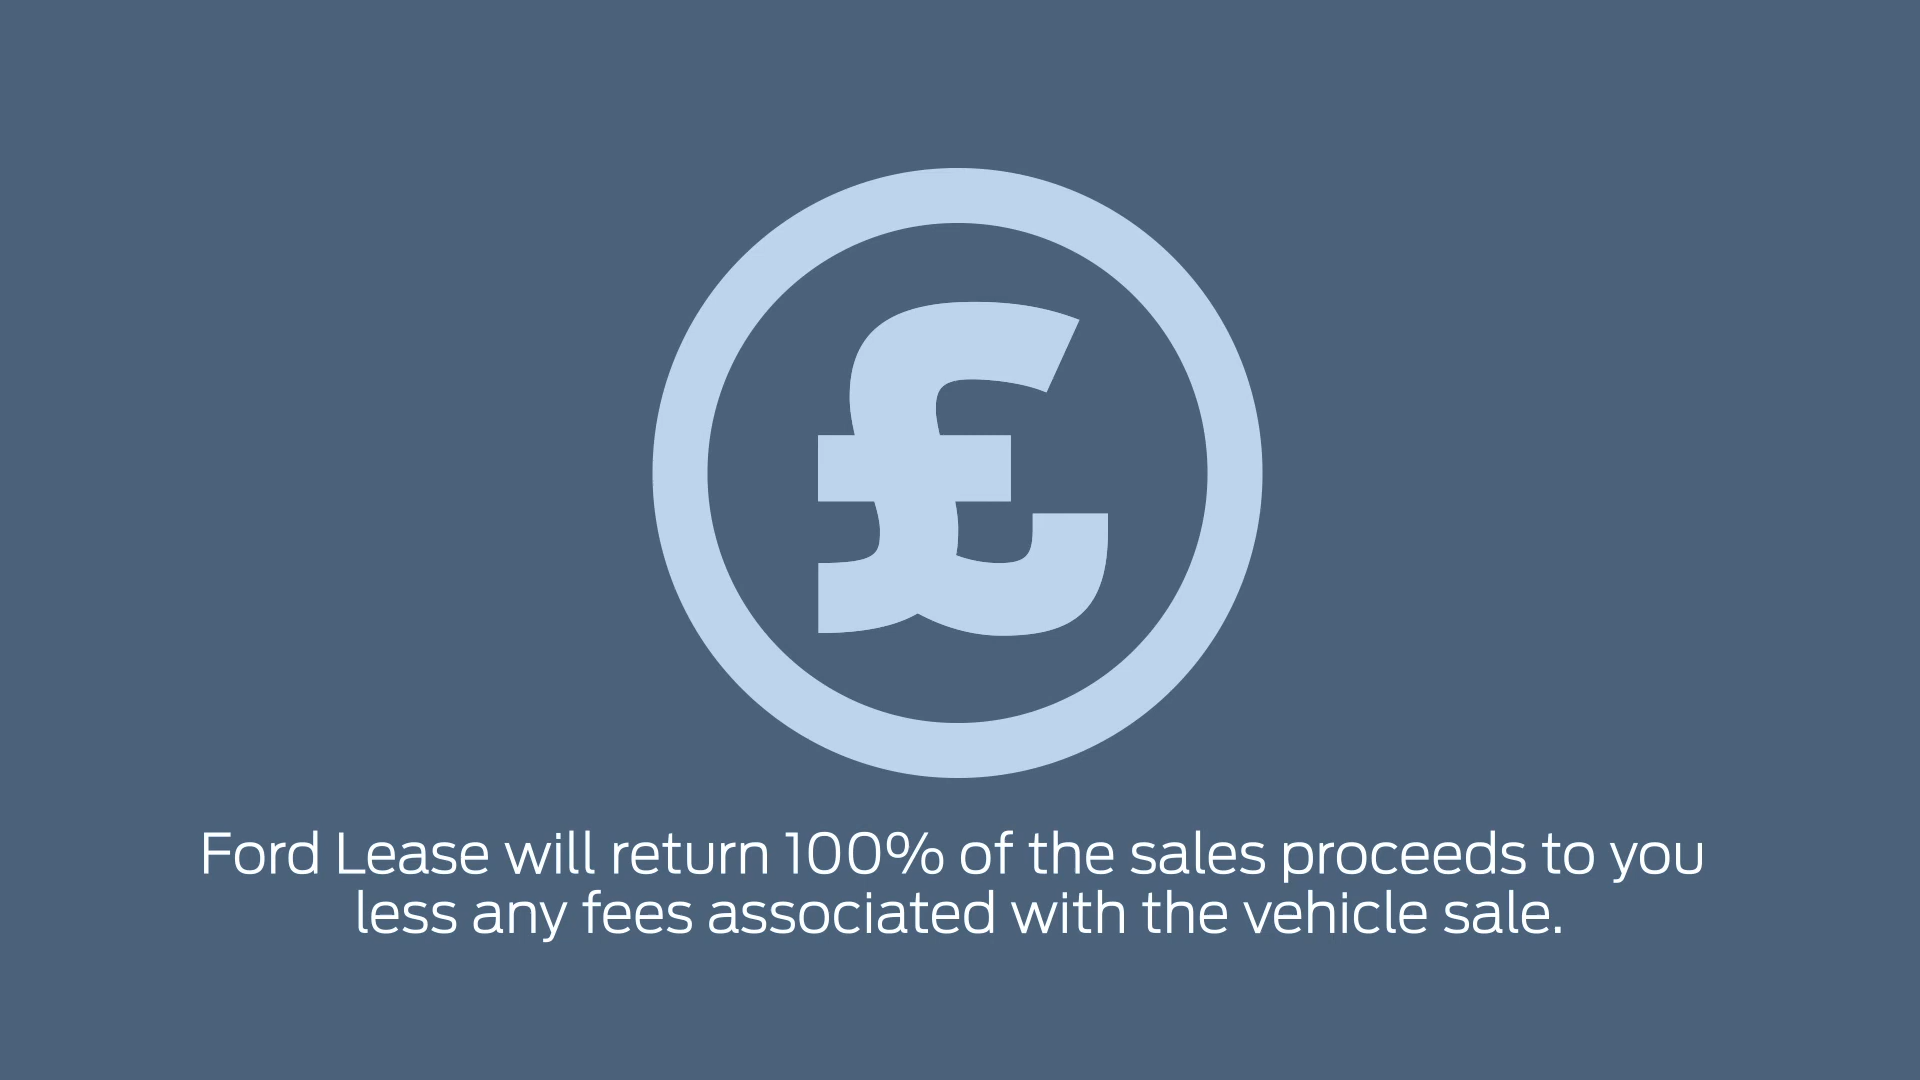 £
Ford Lease will return 100% of the sales proceeds to you
less any fees associated with the vehicle sale.